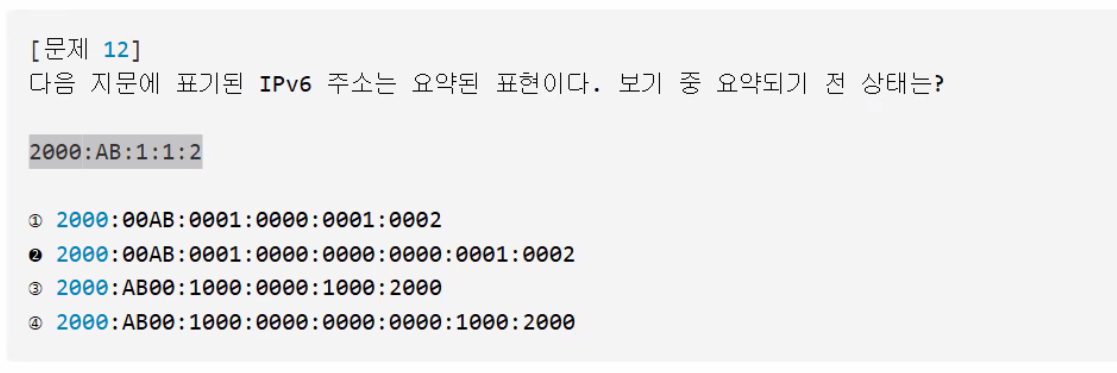 [문제 12]
다음 지문에 표기된 IPv6 주소는 요약된 표현이다. 보기 중 요약되기 전 상태는?
2000:AB:1:1:2
① 2000:00AB:0001:0000:0001:0002
❷ 2000:00AB:0001:0000:0000:0001:0002
③ 2000:AB00:1000:0000:1000:2000
④ 2000:AB00:1000:0000:0000:0000:1000:2000